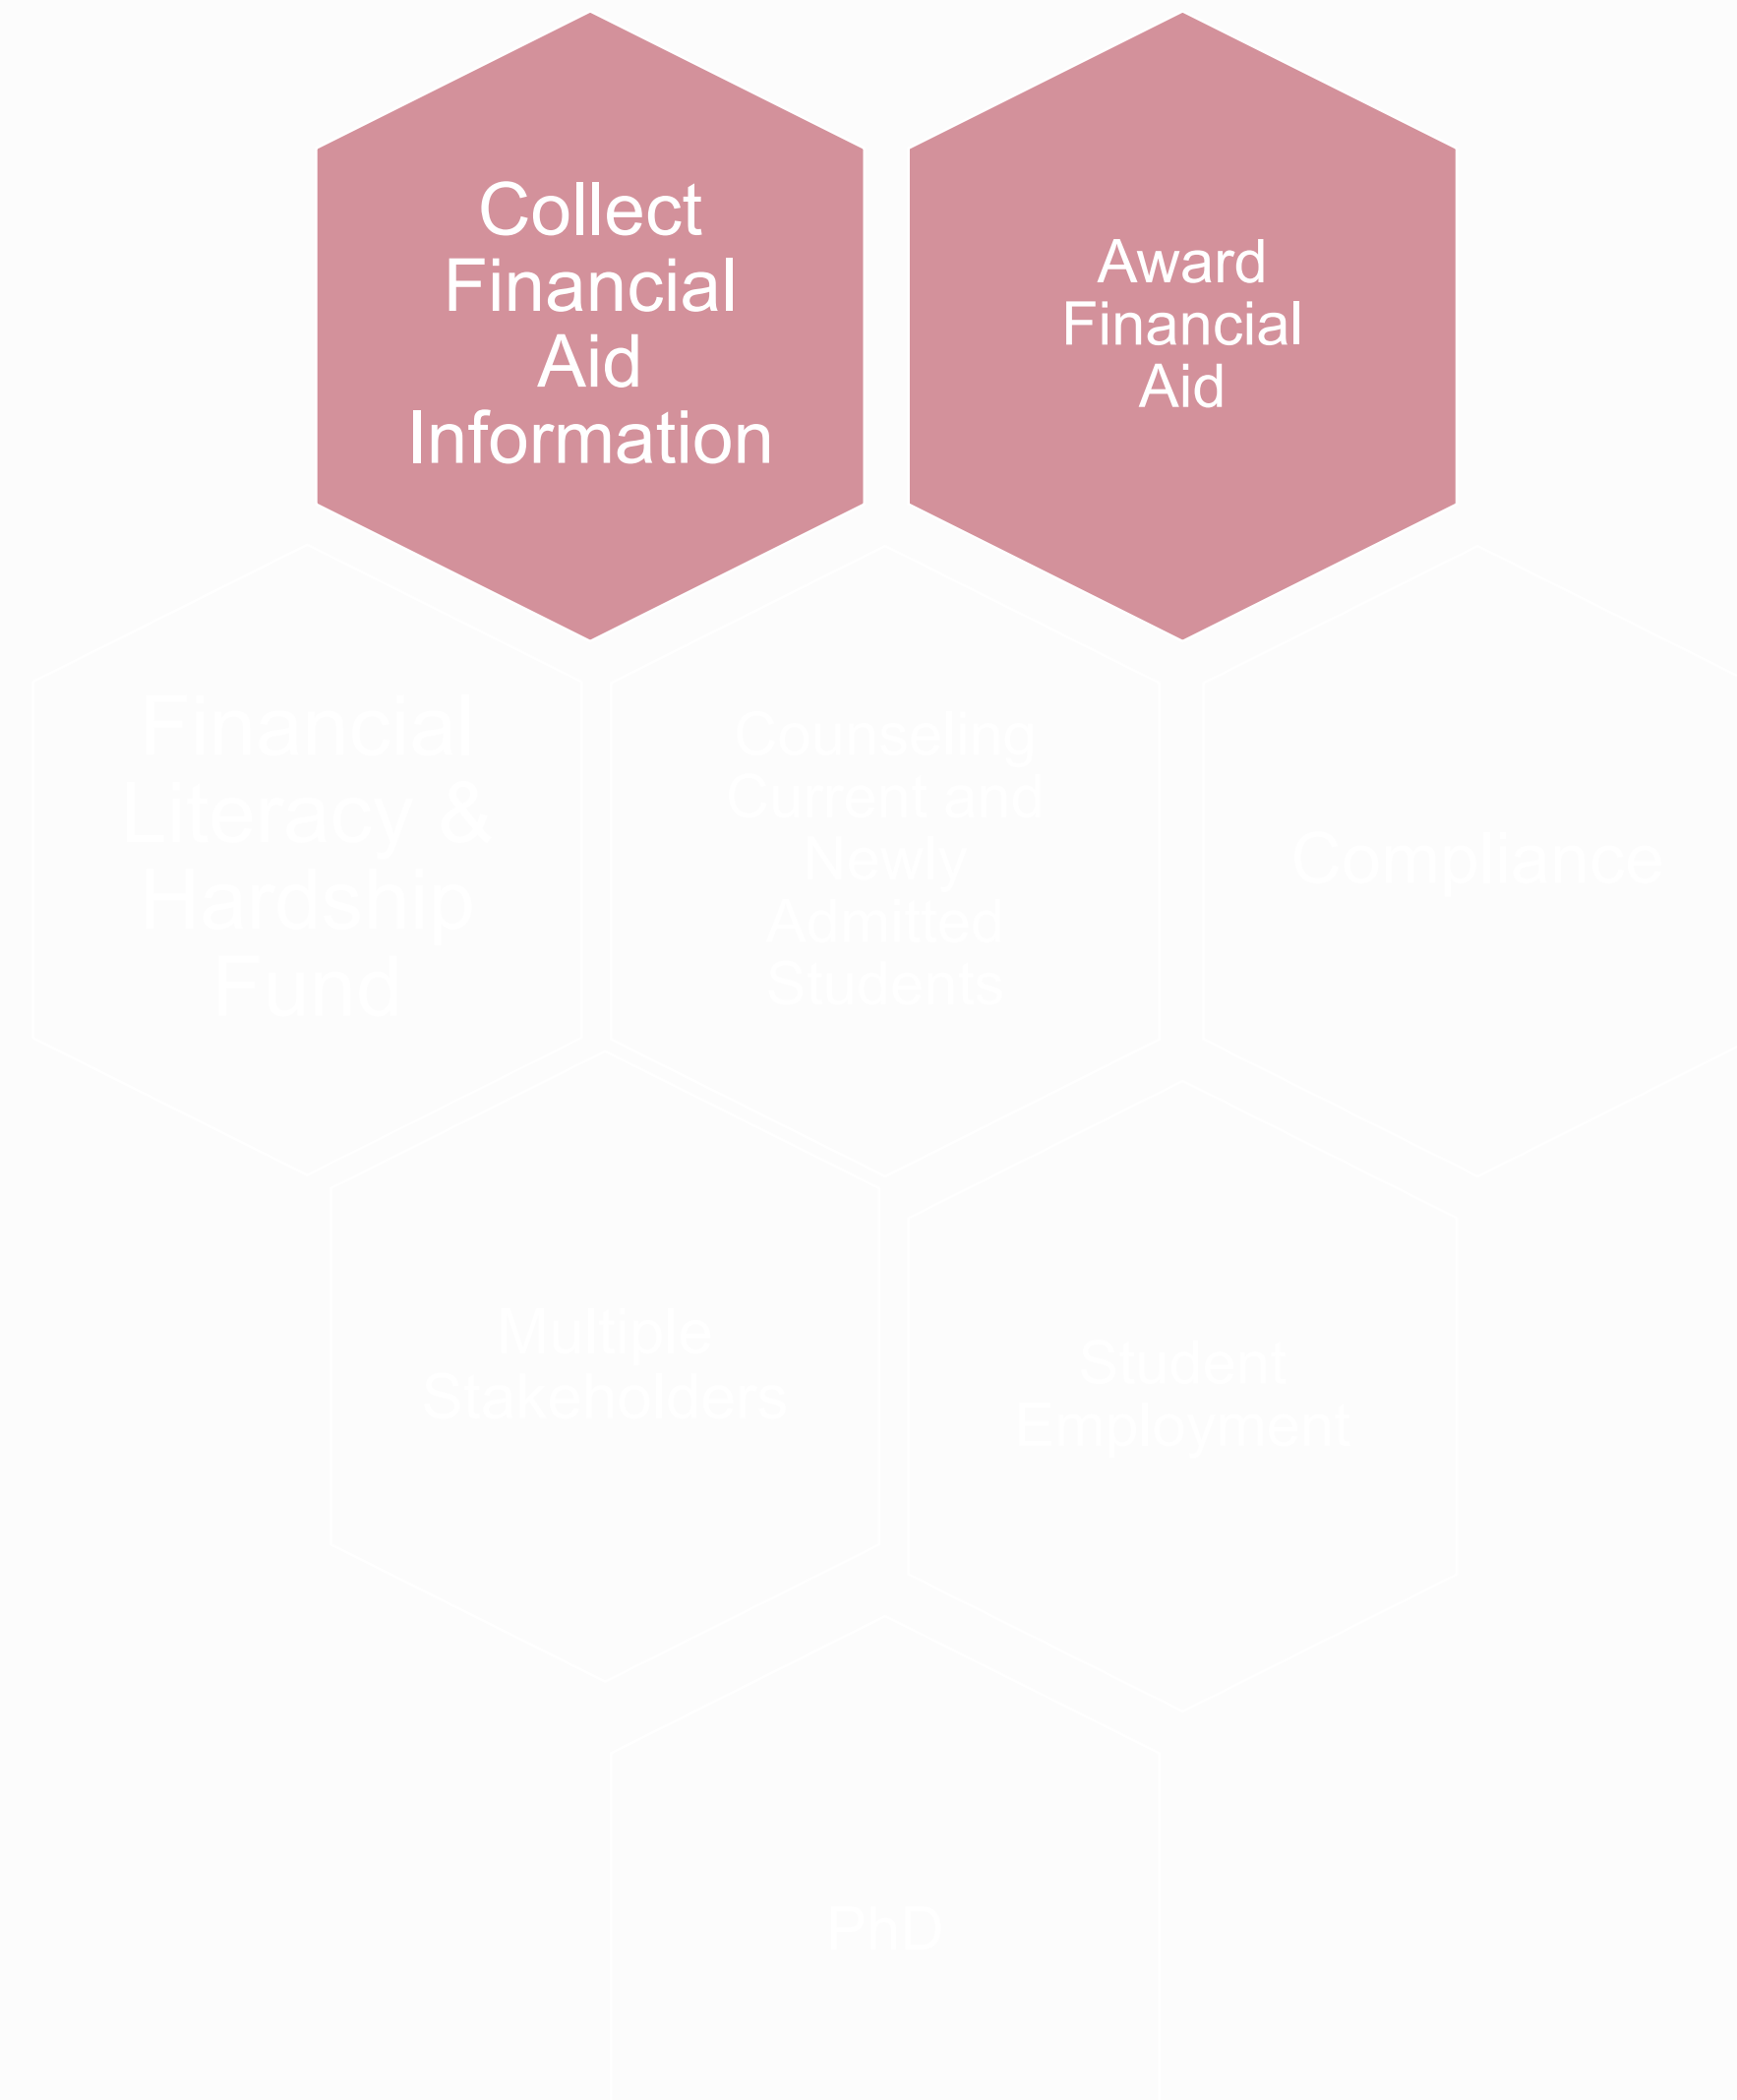 Collect
Financial
Aid
Information
Award
Financial
Aid
Financial
Literacy &
Hardship
Fund
Counseling
Current and
Newly
Admitted
Students
Compliance
Multiple
Stakeholders
Student
Employment
PhD